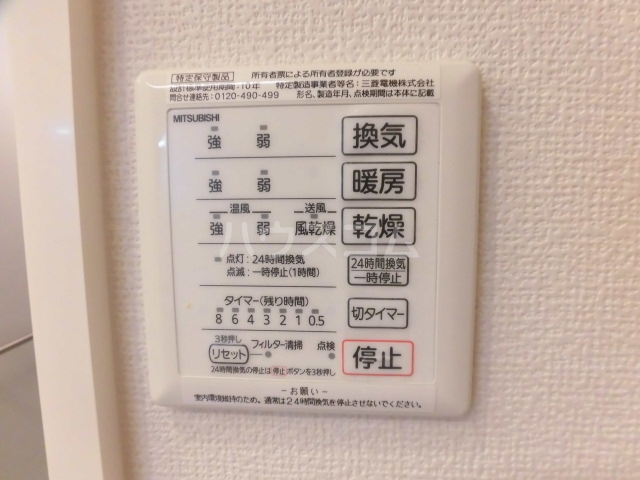 特定保守製品 所有者票による所有者登録が必要です
設計標準使用期間:10年 特定製造事業者等名:三菱電機株式会社
問合せ連絡先:0120-490-499 形名、製造年月、点検期間は本体に記載
MITSUBISHI
強 弱 換気
強 弱 暖房
温風 送風
強 弱 風乾燥 乾燥
点灯:24時間換気
点滅:一時停止(1時間)
24時間換気
一時停止
タイマー(残り時間)
8 6 4 3 2 1 0.5
切タイマー
3秒押し
リセット フィルター清掃 点検
停止
24時間換気の停止は 停止 ボタンを3秒押し
－お願い－
室内環境維持のため、通常は24時間換気を停止させないでください。
ハウスコム